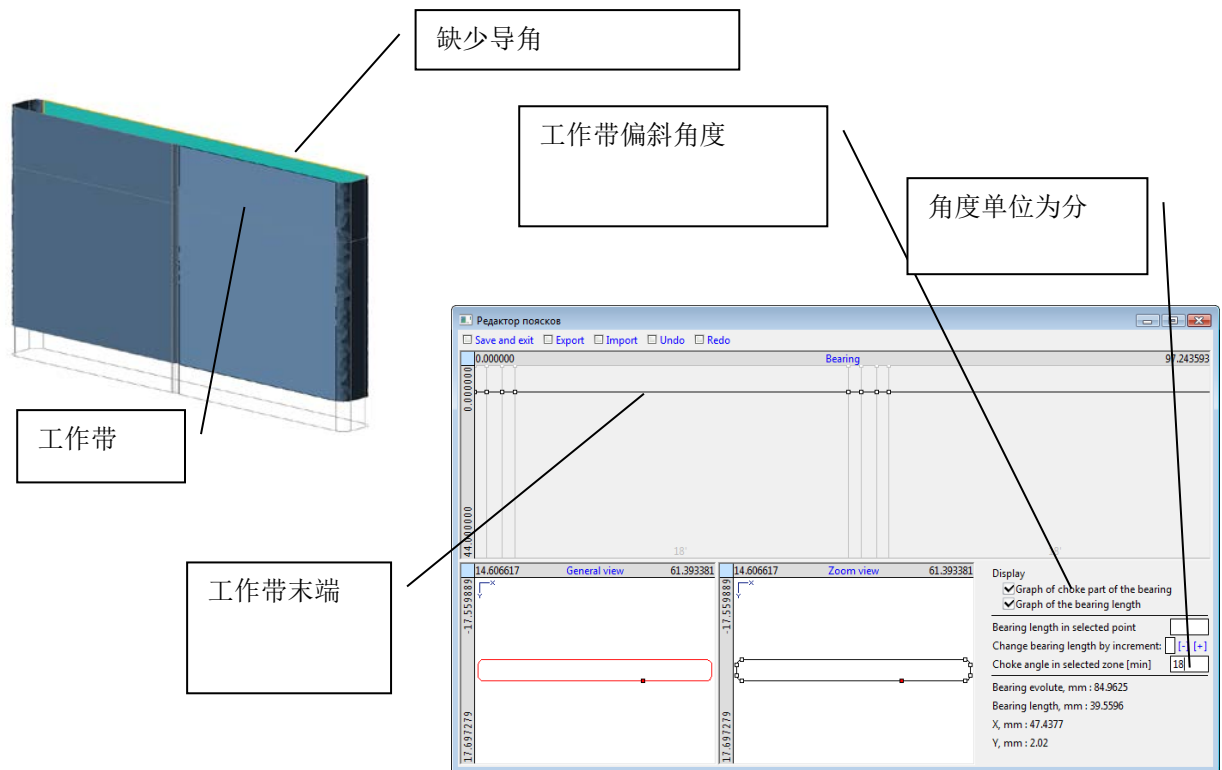 缺少导角
工作带偏斜角度
角度单位为分
工作带
工作带末端
Редактор поясков
Save and exit Export Import Undo Redo
0.000000 Bearing 97.243593
0.000000
44.000000
18'
18'
14.606617 General view 61.393381
-17.559889
17.697279
X
Y
14.606617 Zoom view 61.393381
-17.559889
17.697279
X
Y
Display
Graph of choke part of the bearing
Graph of the bearing length
Bearing length in selected point
Change bearing length by increment: [-] [+]
Choke angle in selected zone [min] 18
Bearing evolute, mm : 84.9625
Bearing length, mm : 39.5596
X, mm : 47.4377
Y, mm : 2.02